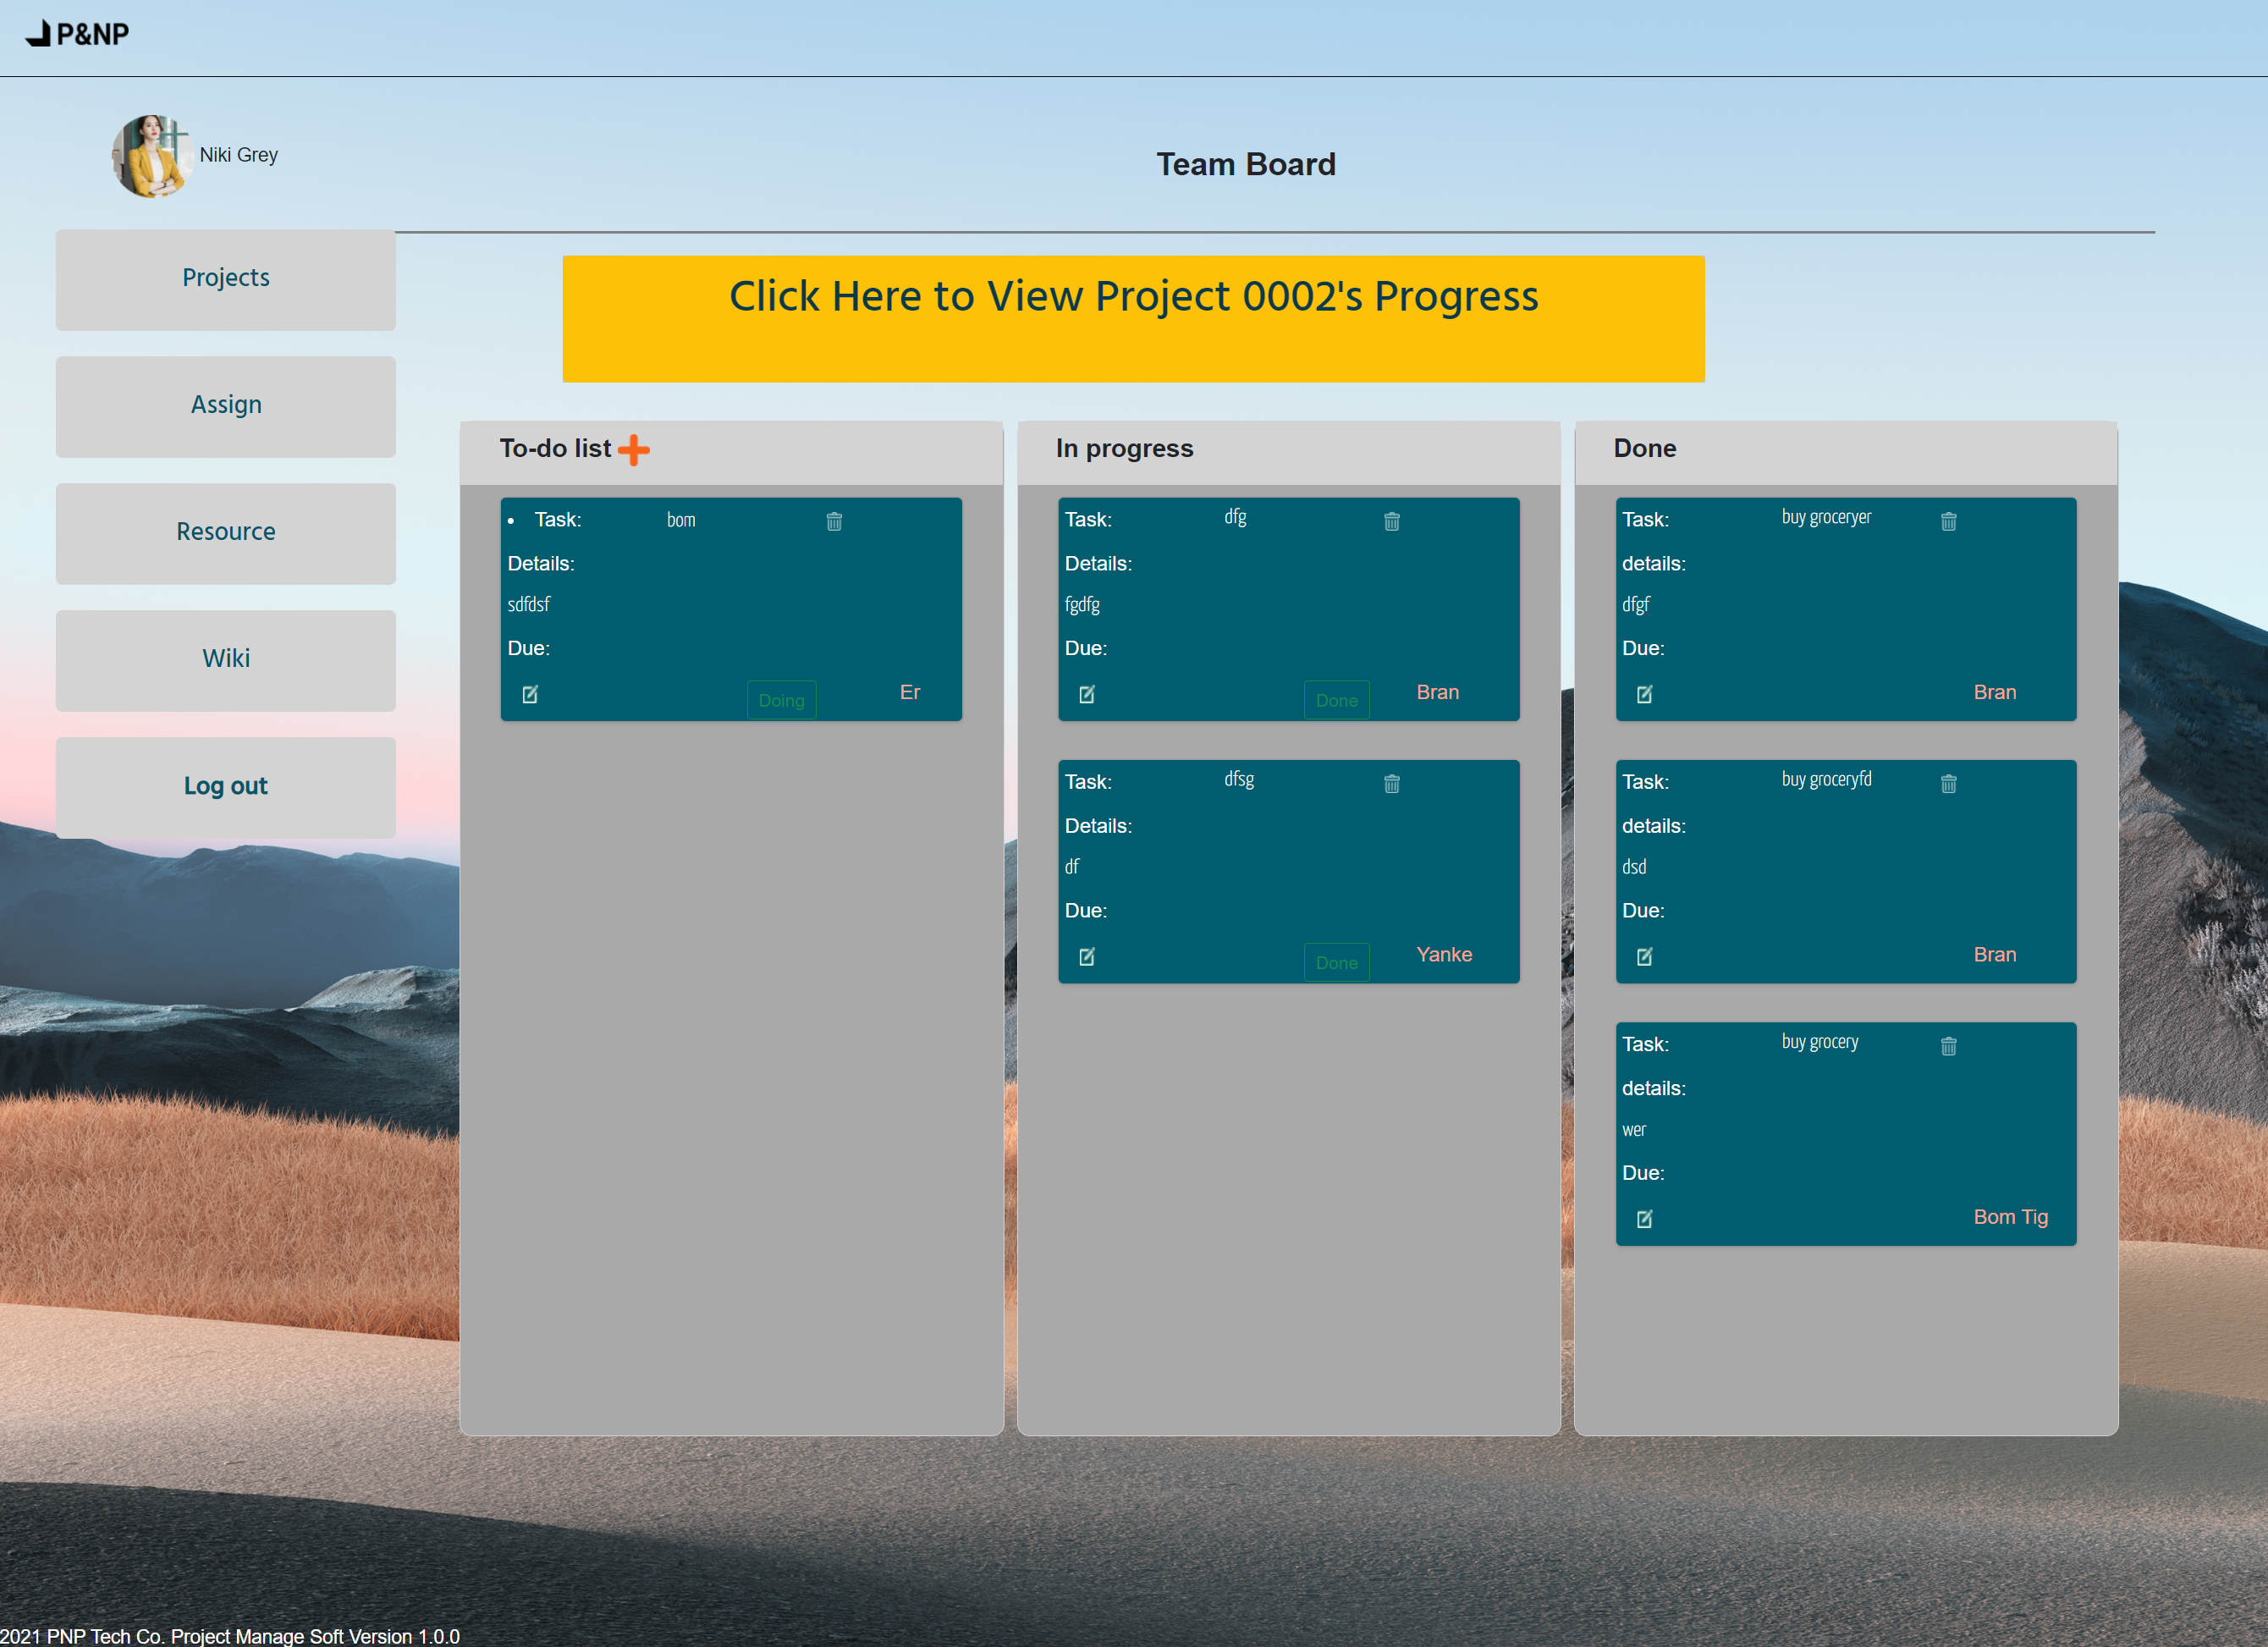 P&NP
Niki Grey
Team Board
Projects
Assign
Resource
Wiki
Log out
Click Here to View Project 0002's Progress
To-do list
• Task: bom
Details:
sdfdsf
Due:
Doing Er
In progress
Task: dfg
Details:
fgdfg
Due:
Done Bran
Task: dfsg
Details:
df
Due:
Done Yanke
Done
Task: buy groceryer
details:
dfgf
Due:
Bran
Task: buy groceryfd
details:
dsd
Due:
Bran
Task: buy grocery
details:
wer
Due:
Bom Tig
2021 PNP Tech Co. Project Manage Soft Version 1.0.0